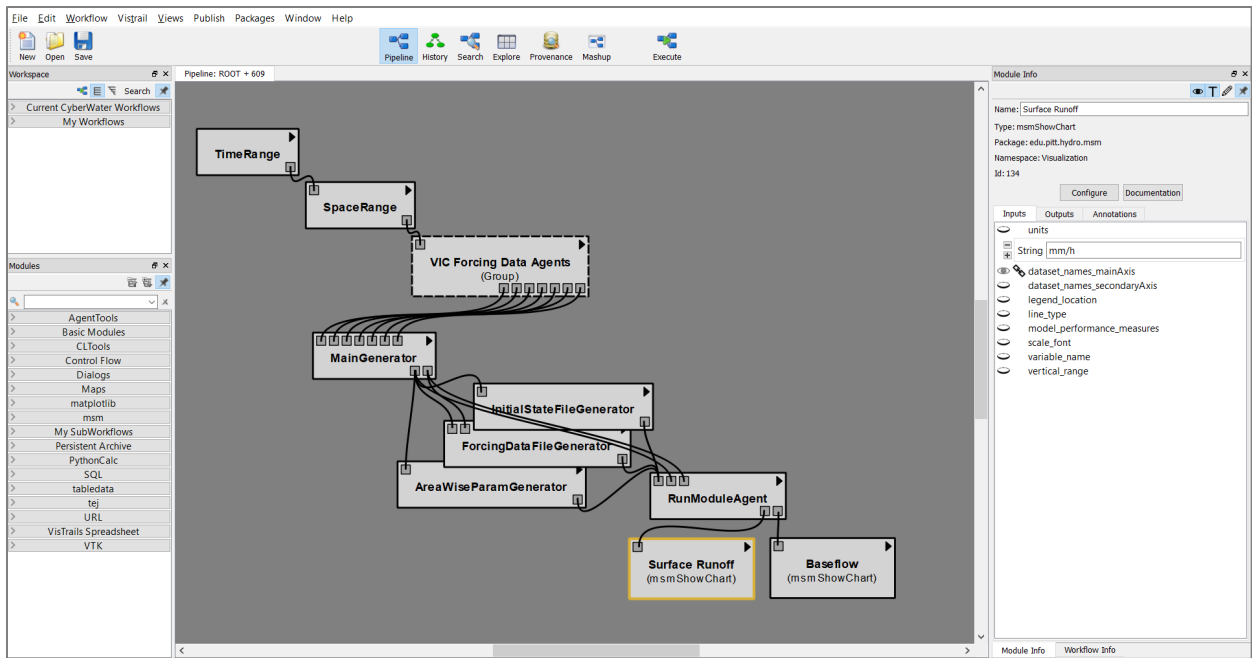 File Edit Workflow Vistrail Views Publish Packages Window Help
New Open Save Pipeline History Search Explore Provenance Mashup Execute
Workspace
Search
Current CyberWater Workflows
My Workflows
Modules
AgentTools
Basic Modules
CLTools
Control Flow
Dialogs
Maps
matplotlib
msm
My SubWorkflows
Persistent Archive
PythonCalc
SQL
tabledata
tej
URL
VisTrails Spreadsheet
VTK
Pipeline: ROOT + 609
TimeRange
SpaceRange
VIC Forcing Data Agents
(Group)
MainGenerator
InitialStateFileGenerator
ForcingDataFileGenerator
AreaWiseParamGenerator
RunModuleAgent
Surface Runoff
(msmShowChart)
Baseflow
(msmShowChart)
Module Info
Name: Surface Runoff
Type: msmShowChart
Package: edu.pitt.hydro.msm
Namespace: Visualization
Id: 134
Configure Documentation
Inputs Outputs Annotations
units
String mm/h
dataset_names_mainAxis
dataset_names_secondaryAxis
legend_location
line_type
model_performance_measures
scale_font
variable_name
vertical_range
Module Info Workflow Info